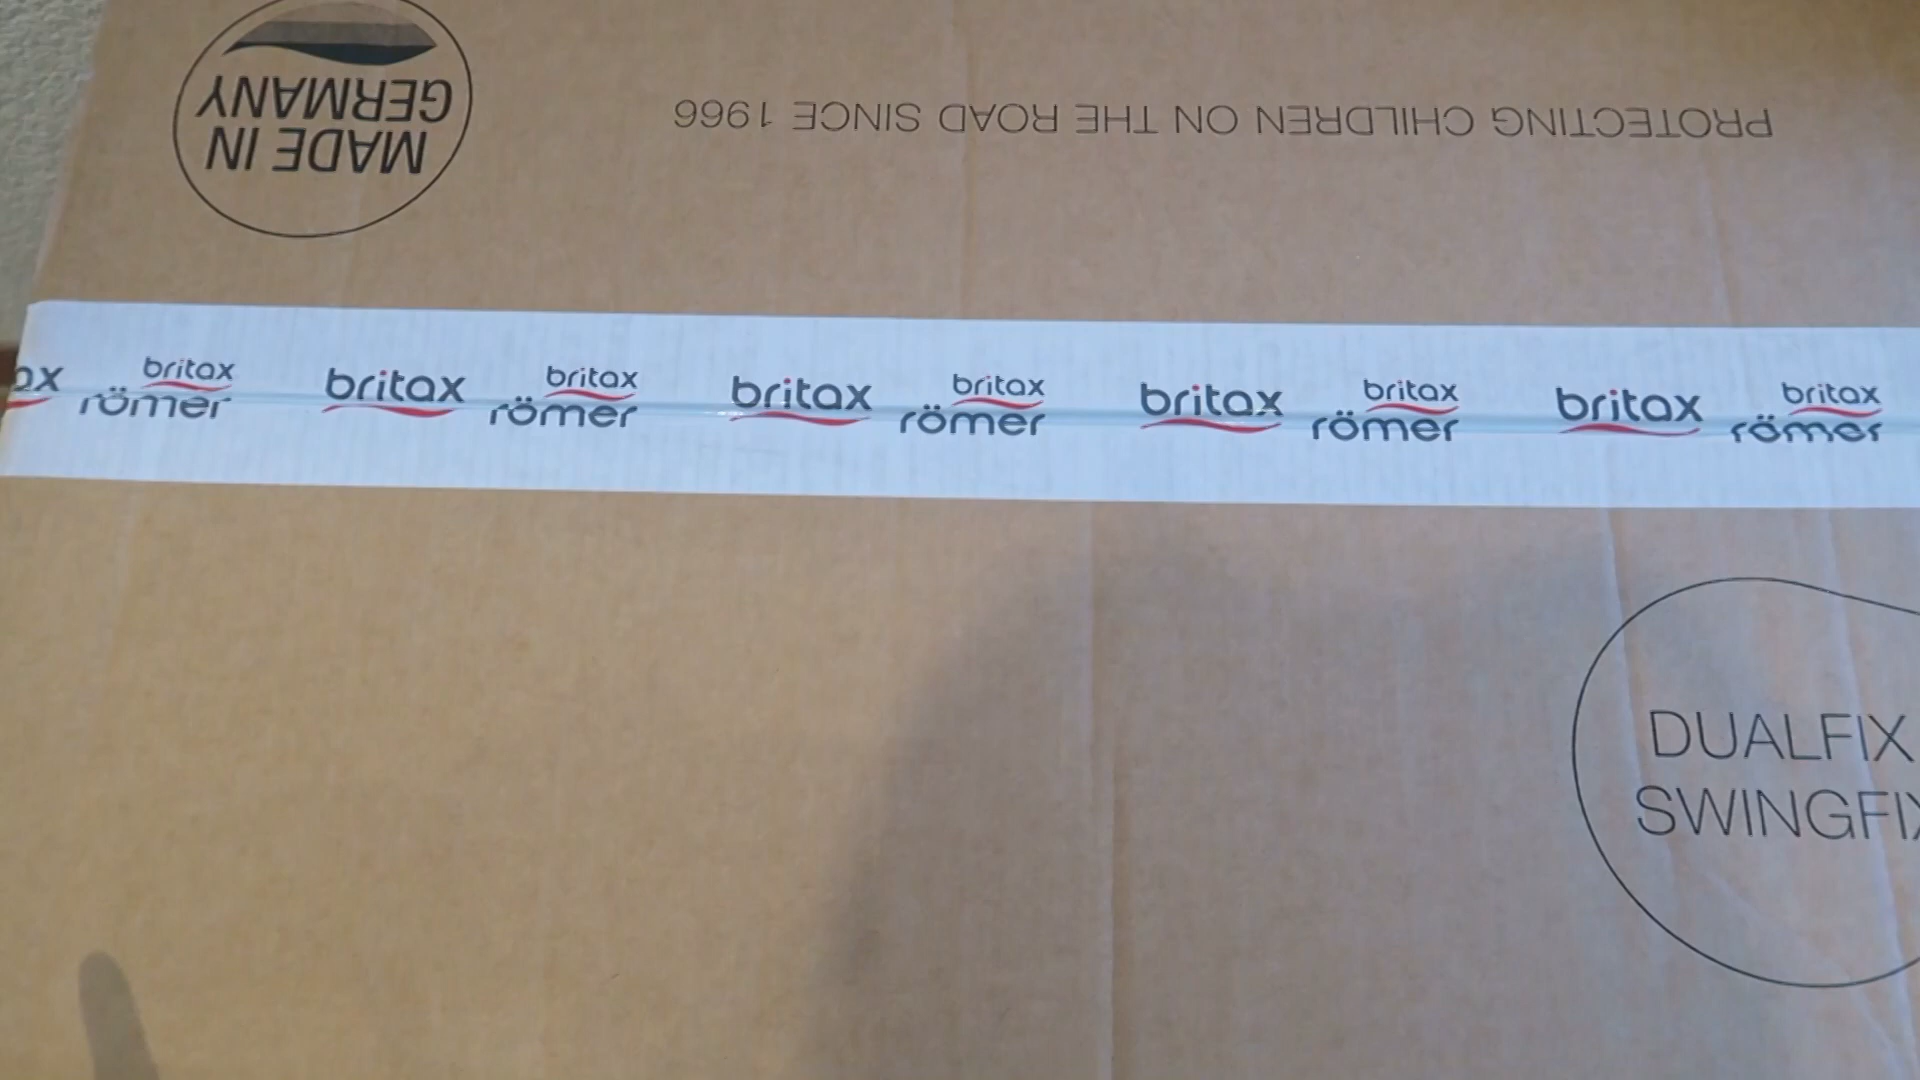 MADE IN
GERMANY
PROTECTING CHILDREN ON THE ROAD SINCE 1966
britax
römer
britax
britax
römer
britax
britax
römer
britax
britax
römer
britax
britax
römer
DUALFIX
SWINGFIX